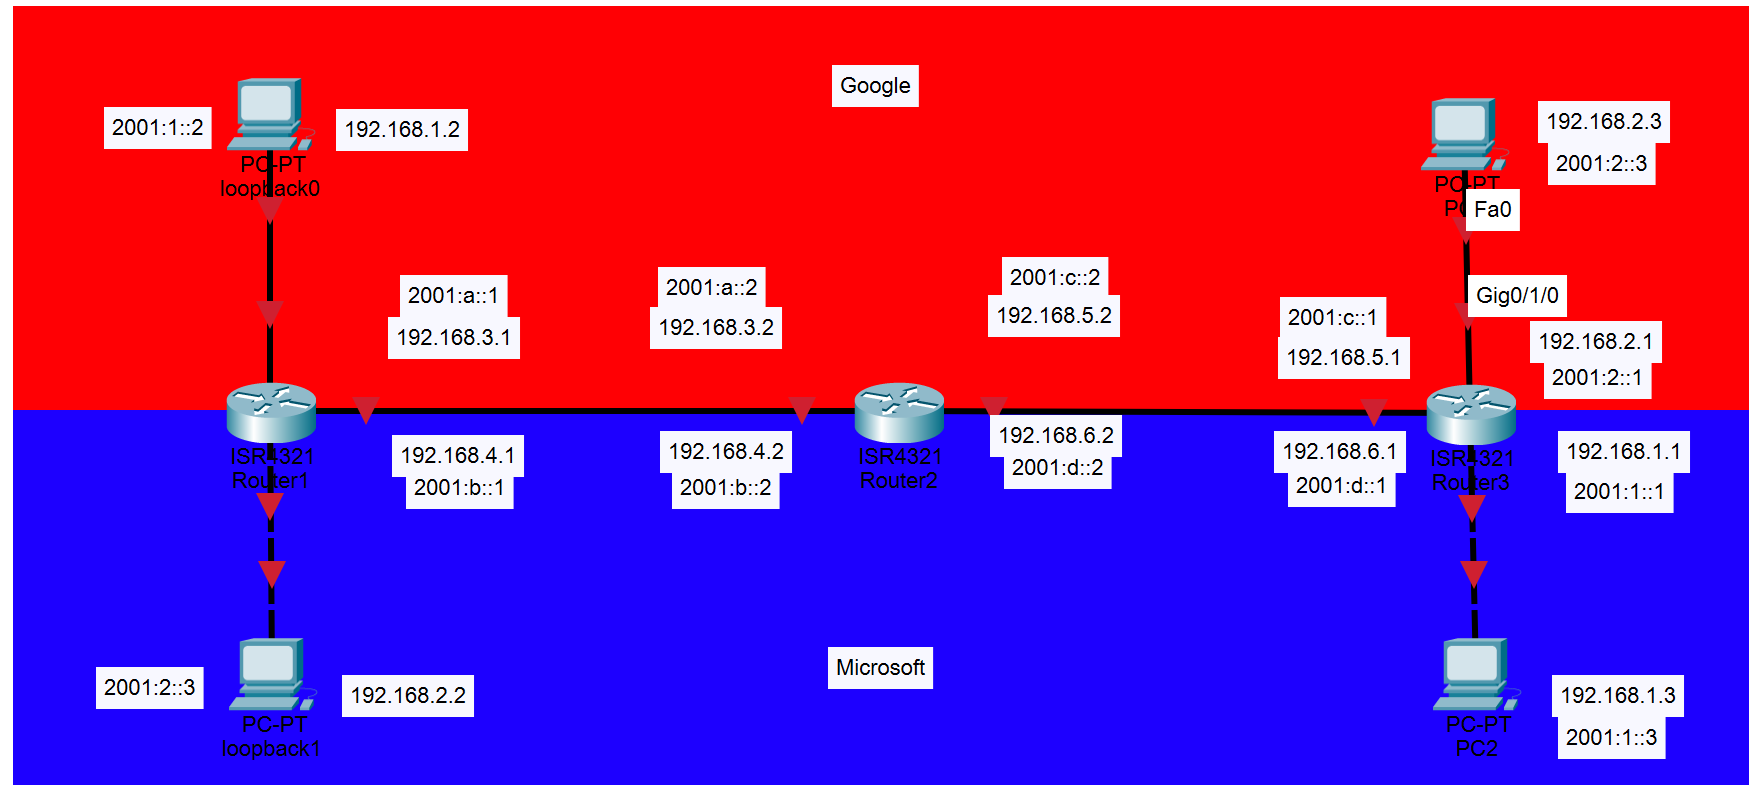 Google
2001:1::2
192.168.1.2
PC-PT
loopback0
192.168.2.3
2001:2::3
PC-PT
Fa0
Gig0/1/0
2001:a::1
192.168.3.1
2001:a::2
192.168.3.2
2001:c::2
192.168.5.2
2001:c::1
192.168.5.1
192.168.2.1
2001:2::1
ISR4321
Router1
192.168.4.1
2001:b::1
192.168.4.2
2001:b::2
ISR4321
Router2
192.168.6.2
2001:d::2
192.168.6.1
2001:d::1
ISR4321
Router3
192.168.1.1
2001:1::1
Microsoft
2001:2::3
192.168.2.2
PC-PT
loopback1
192.168.1.3
2001:1::3
PC-PT
PC2